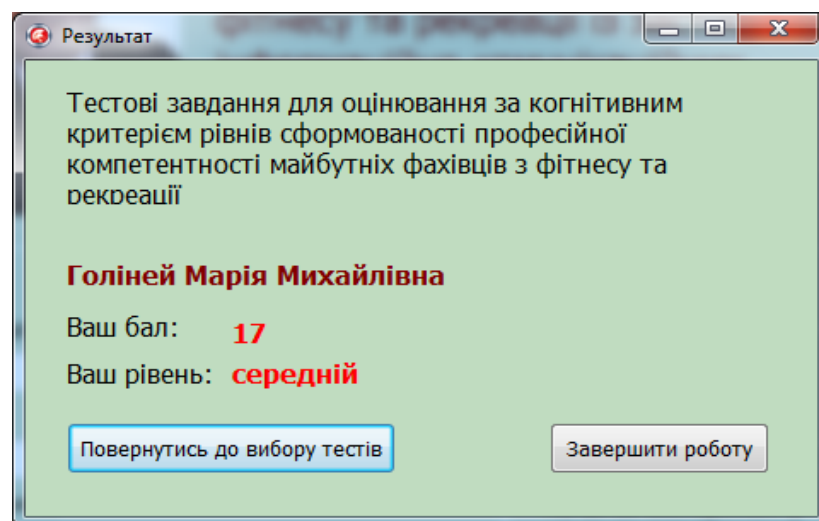 Результат
Тестові завдання для оцінювання за когнітивним
критерієм рівнів сформованості професійної
компетентності майбутніх фахівців з фітнесу та
рекреації
Голіней Марія Михайлівна
Ваш бал: 17
Ваш рівень: середній
Повернутись до вибору тестів
Завершити роботу